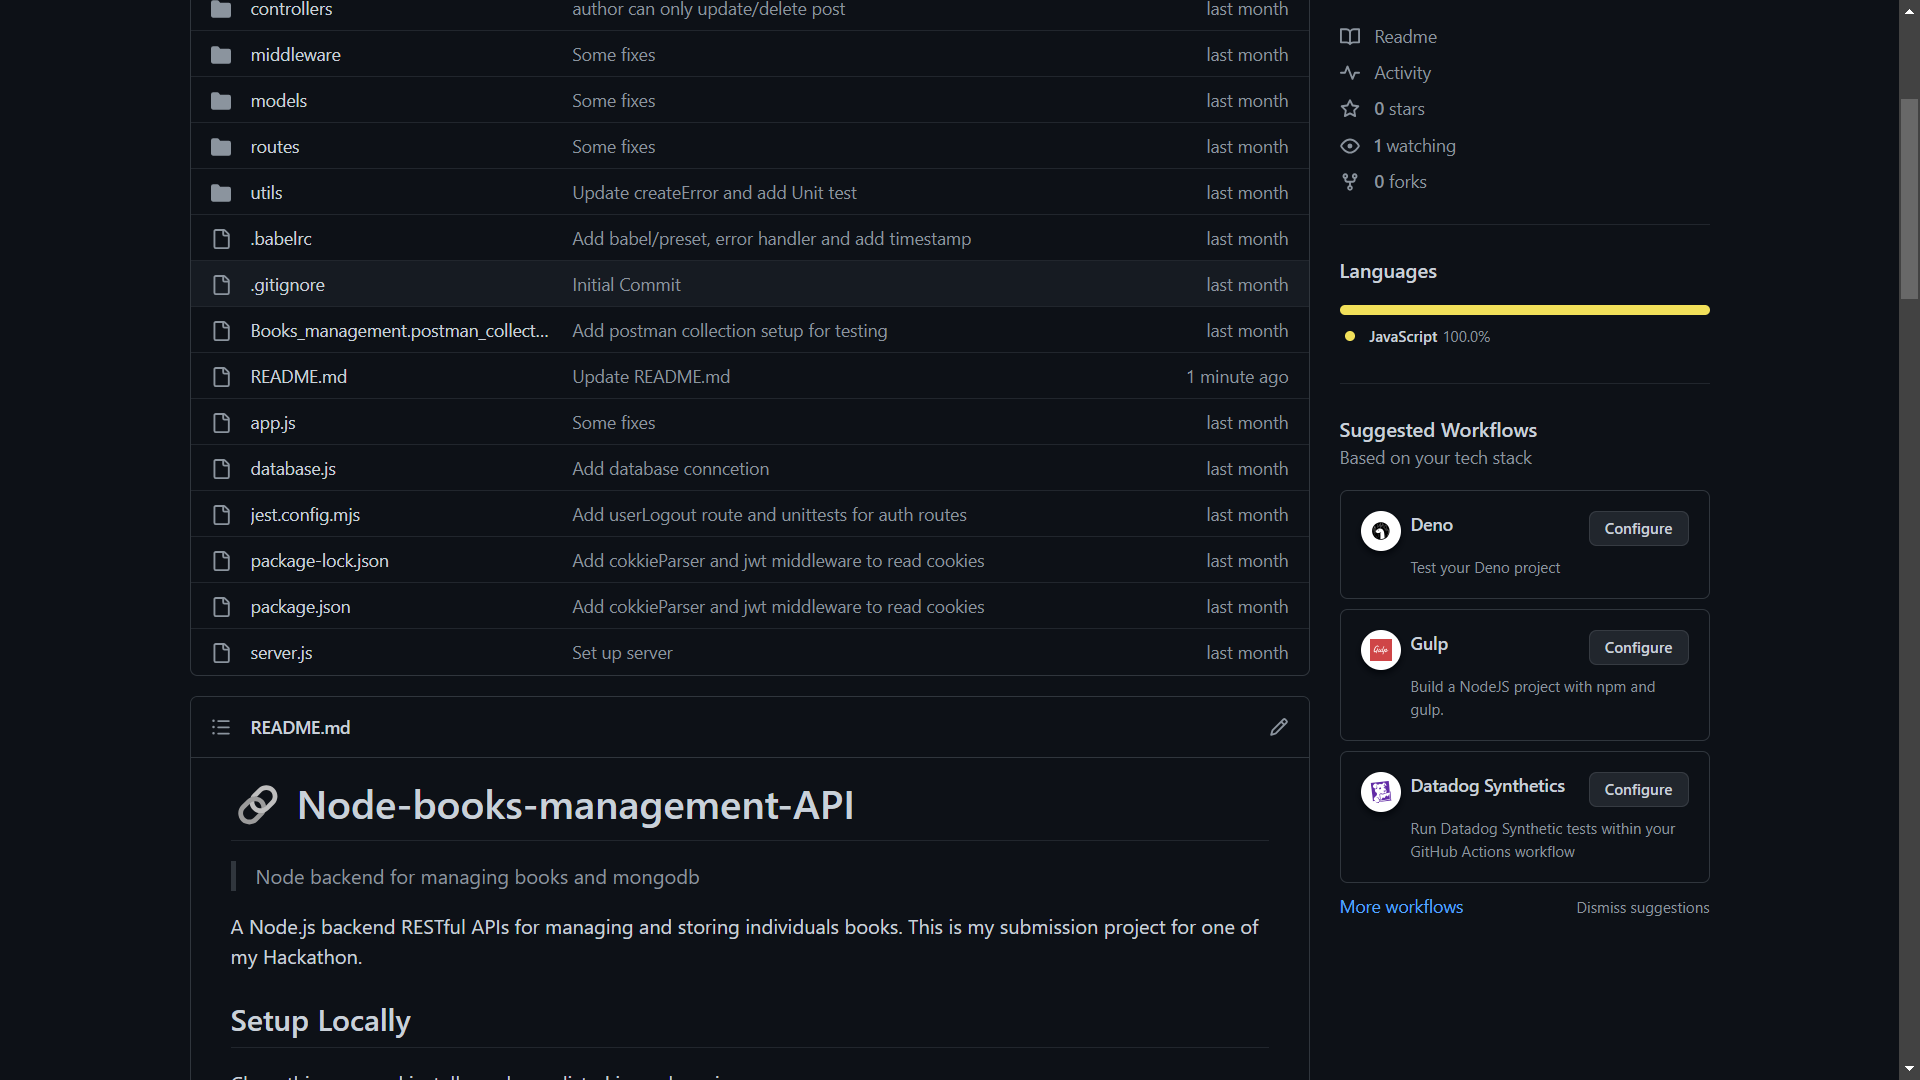 controllers author can only update/delete post last month
middleware Some fixes last month
models Some fixes last month
routes Some fixes last month
utils Update createError and add Unit test last month
.babelrc Add babel/preset, error handler and add timestamp last month
.gitignore Initial Commit last month
Books_management.postman_collect... Add postman collection setup for testing last month
README.md Update README.md 1 minute ago
app.js Some fixes last month
database.js Add database conncetion last month
jest.config.mjs Add userLogout route and unittests for auth routes last month
package-lock.json Add cokkieParser and jwt middleware to read cookies last month
package.json Add cokkieParser and jwt middleware to read cookies last month
server.js Set up server last month
README.md
Node-books-management-API
Node backend for managing books and mongodb
A Node.js backend RESTful APIs for managing and storing individuals books. This is my submission project for one of
my Hackathon.
Setup Locally
Readme
Activity
0 stars
1 watching
0 forks
Languages
JavaScript 100.0%
Suggested Workflows
Based on your tech stack
Deno Configure
Test your Deno project
Gulp Gulp Configure
Build a NodeJS project with npm and
gulp.
Datadog Synthetics Configure
Run Datadog Synthetic tests within your
GitHub Actions workflow
More workflows Dismiss suggestions